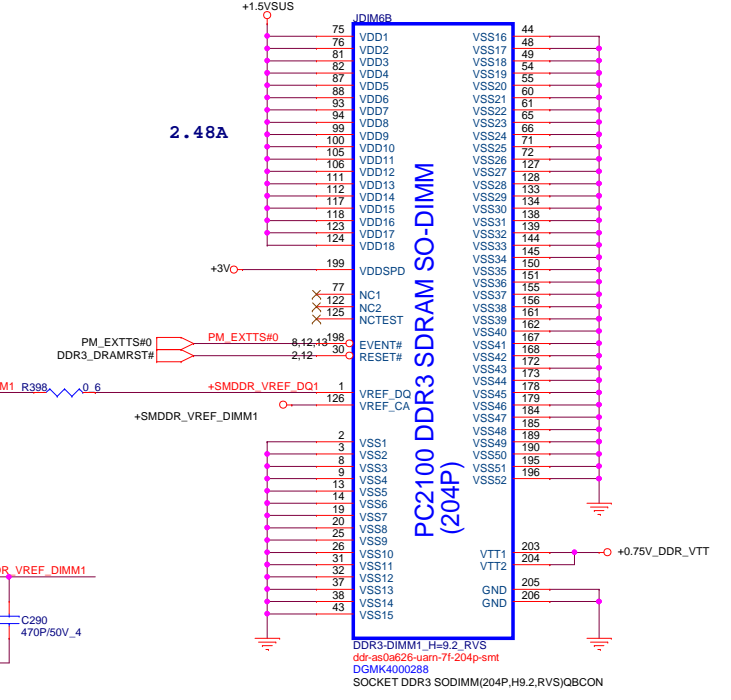 +1.5VSUS
JDIM6B
2.48A
75 VDD1
76 VDD2
81 VDD3
82 VDD4
87 VDD5
88 VDD6
93 VDD7
94 VDD8
99 VDD9
100 VDD10
105 VDD11
106 VDD12
111 VDD13
112 VDD14
117 VDD15
118 VDD16
123 VDD17
124 VDD18
+3V 199 VDDSPD
77 NC1
122 NC2
125 NCTEST
PM_EXTTS#0 PM_EXTTS#0 8,12,13 198 EVENT#
DDR3_DRAMRST# 2,12 30 RESET#
M1 R398 0_6 +SMDDR_VREF_DQ1 1 VREF_DQ
126 VREF_CA
+SMDDR_VREF_DIMM1
2 VSS1
3 VSS2
8 VSS3
9 VSS4
13 VSS5
14 VSS6
19 VSS7
20 VSS8
25 VSS9
26 VSS10
31 VSS11
32 VSS12
37 VSS13
38 VSS14
43 VSS15
PC2100 DDR3 SDRAM SO-DIMM
(204P)
VSS16 44
VSS17 48
VSS18 49
VSS19 54
VSS20 55
VSS21 60
VSS22 61
VSS23 65
VSS24 66
VSS25 71
VSS26 72
VSS27 127
VSS28 128
VSS29 133
VSS30 134
VSS31 138
VSS32 139
VSS33 144
VSS34 145
VSS35 150
VSS36 151
VSS37 155
VSS38 156
VSS39 161
VSS40 162
VSS41 167
VSS42 168
VSS43 172
VSS44 173
VSS45 178
VSS46 179
VSS47 184
VSS48 185
VSS49 189
VSS50 190
VSS51 195
VSS52 196
VTT1 203
VTT2 204
+0.75V_DDR_VTT
GND 205
GND 206
R_VREF_DIMM1
C290
470P/50V_4
DDR3-DIMM1_H=9.2_RVS
ddr-as0a626-uarn-7f-204p-smt
DGMK4000288
SOCKET DDR3 SODIMM(204P,H9.2,RVS)QBCON